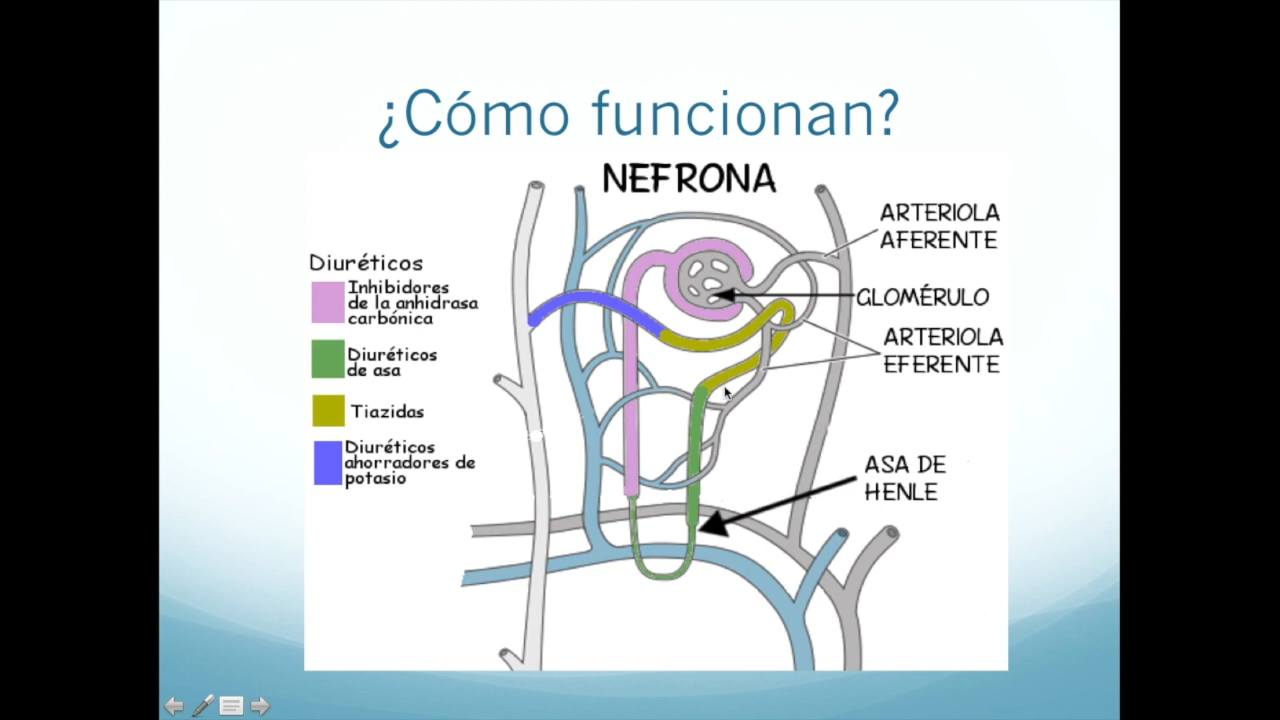 ¿Cómo funcionan?
NEFRONA
ARTERIOLA
AFERENTE
Diuréticos
Inhibidores
de la anhidrasa
carbónica
GLOMÉRULO
ARTERIOLA
EFERENTE
Diuréticos
de asa
Tiazidas
Diuréticos
ahorradores de
potasio
ASA DE
HENLE